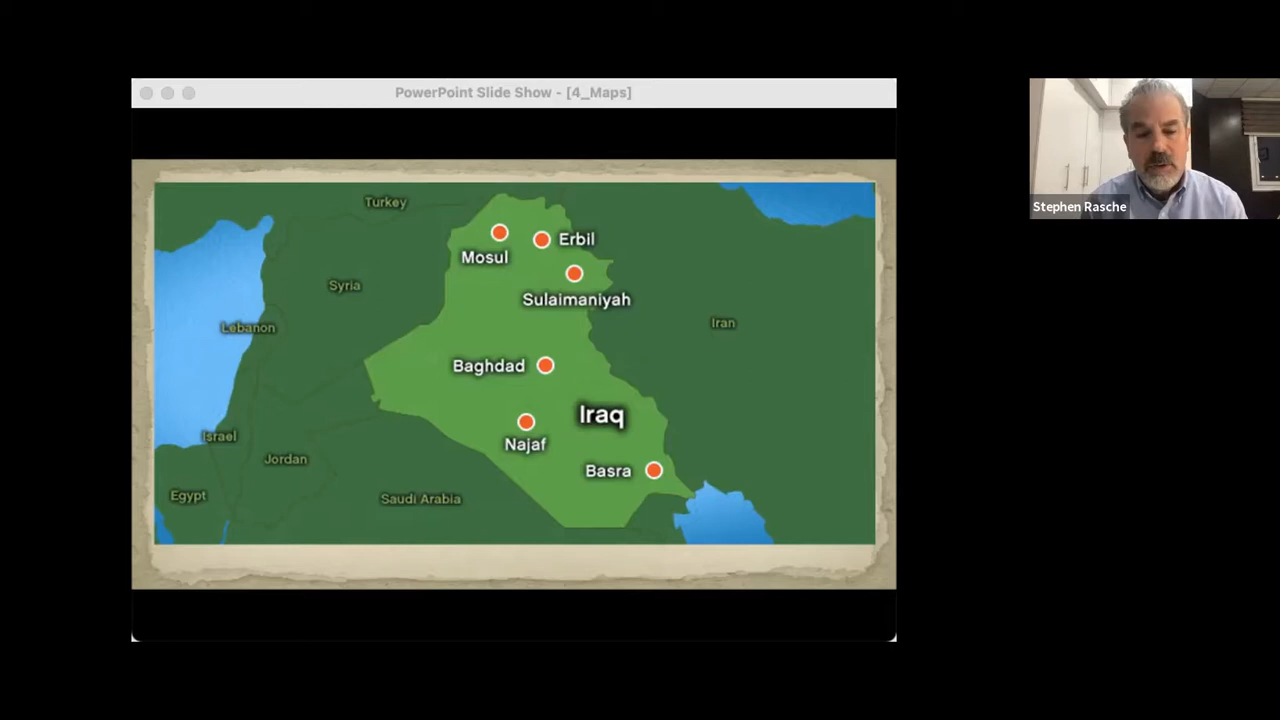 PowerPoint Slide Show - [4_Maps]
Turkey
Erbil
Mosul
Syria
Sulaimaniyah
Lebanon
Iran
Baghdad
Iraq
Israel
Najaf
Jordan
Basra
Egypt
Saudi Arabia
Stephen Rasche